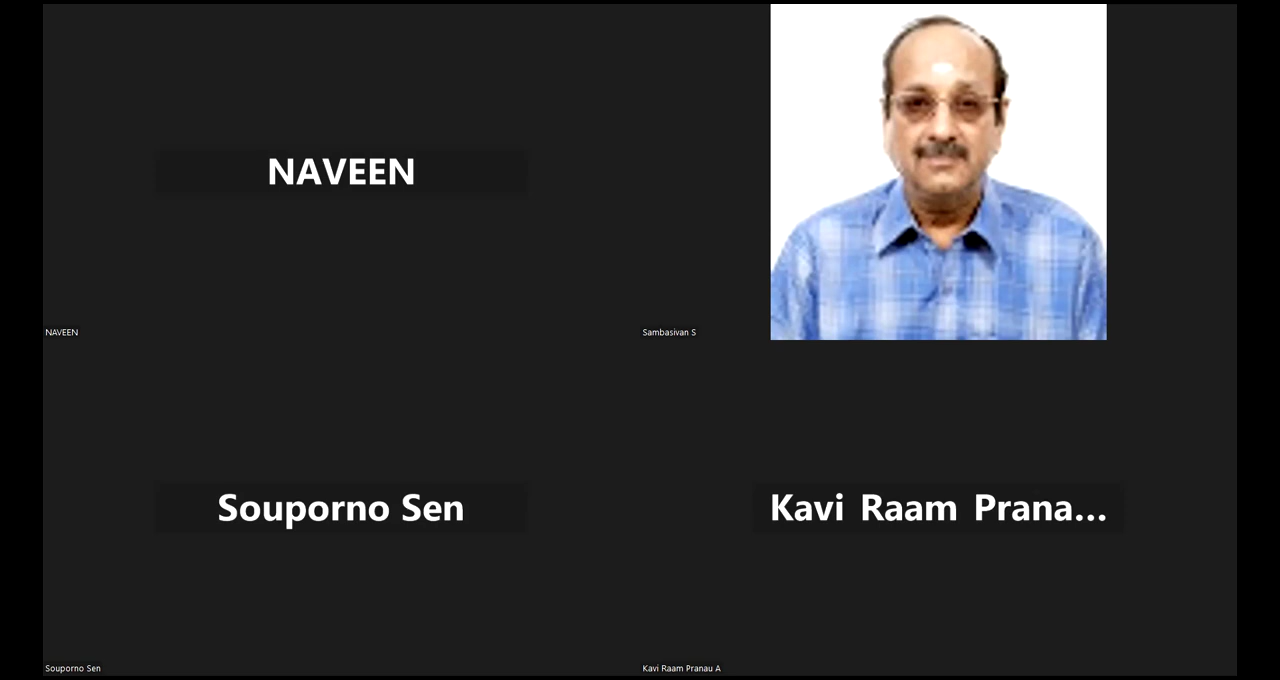 NAVEEN
NAVEEN
Sambasivan S
Souporno Sen
Kavi Raam Prana...
Souporno Sen
Kavi Raam Pranau A